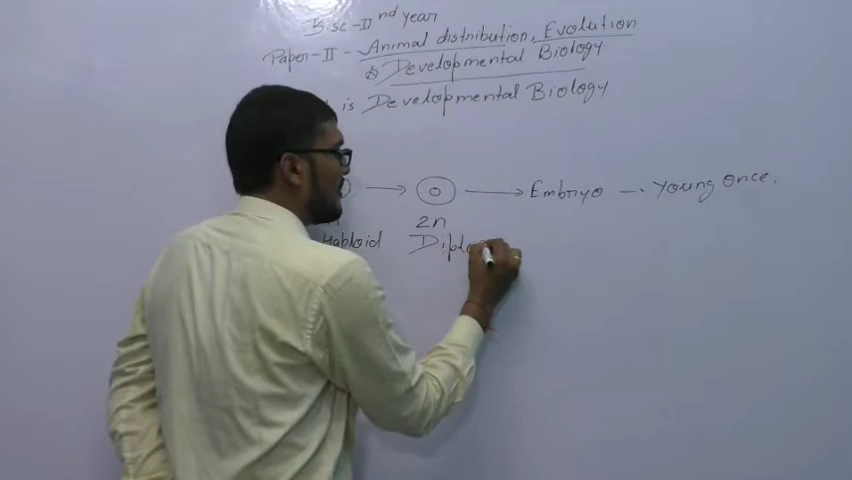 B.sc-II nd year
Paper-II - Animal distribution, Evolution
& Developmental Biology
is Developmental Biology
Embryo —. Young Once.
2n
Habloid Diplo